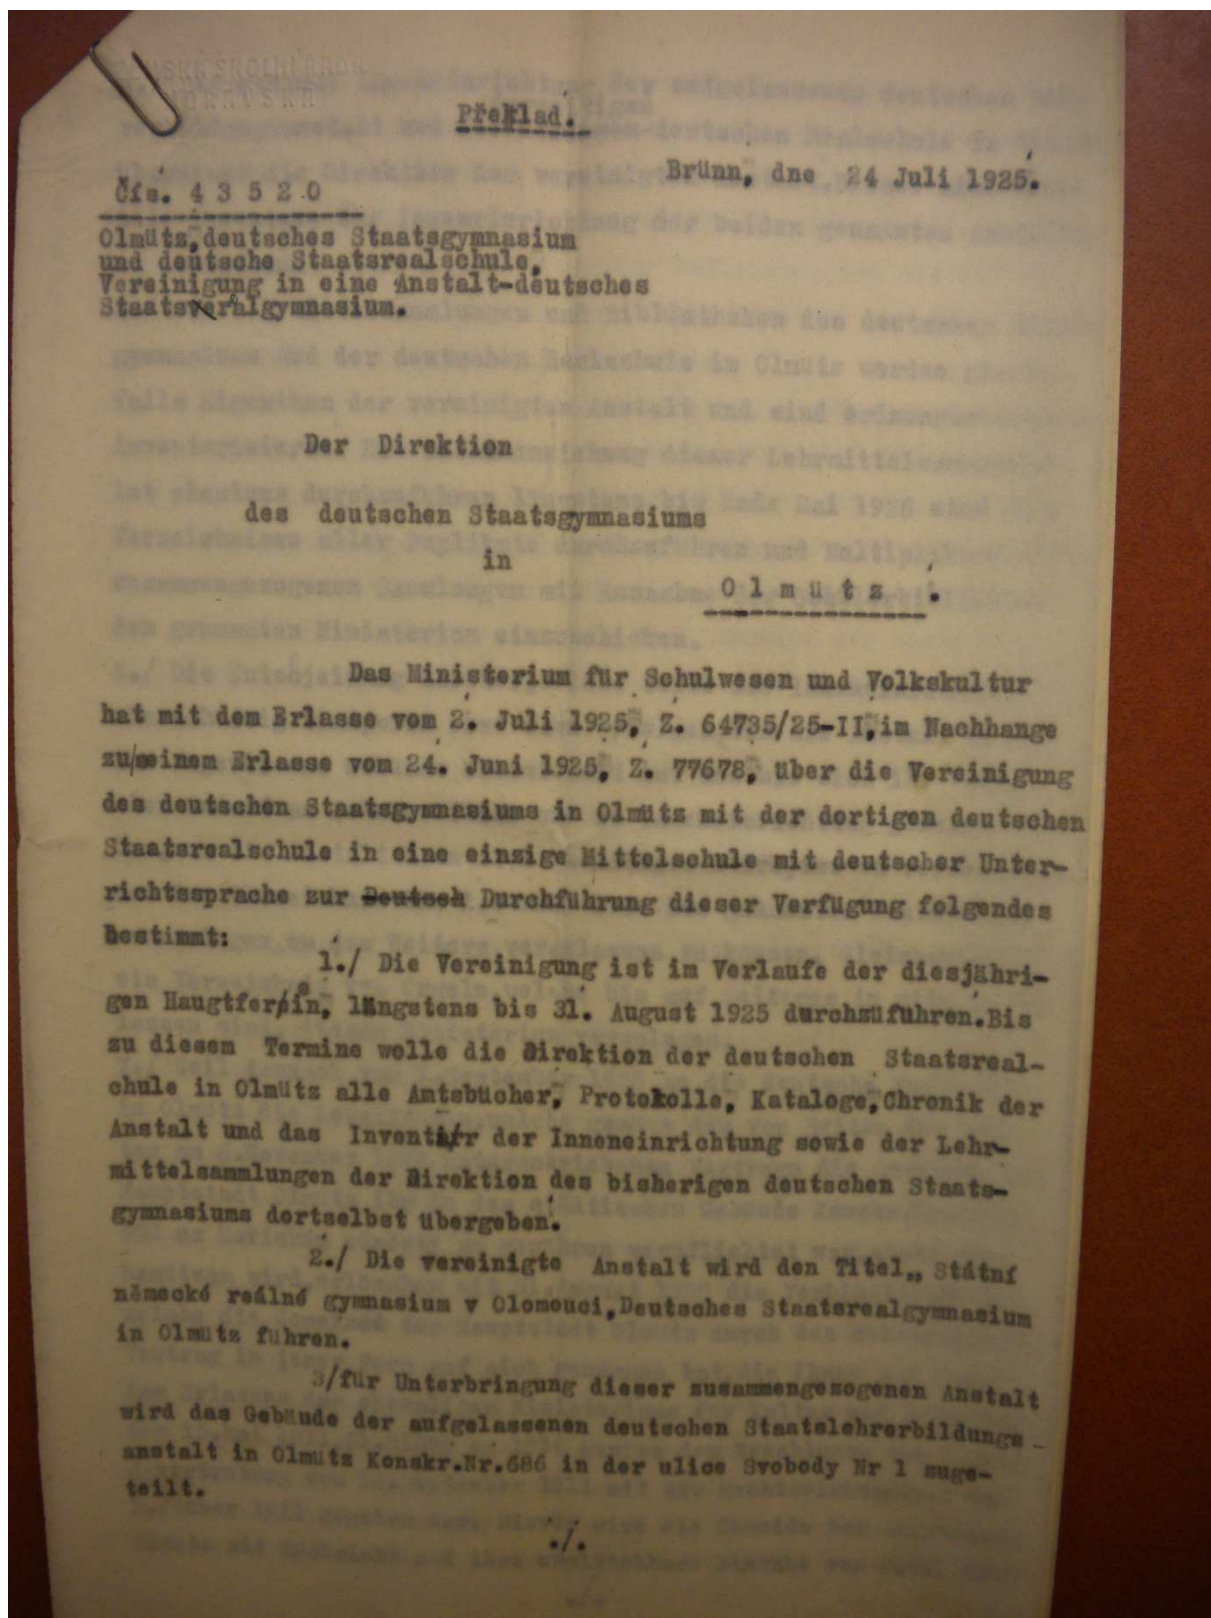 Překlad.
Brünn, dne 24 Juli 1925.
Čís. 4 3 5 2 0
Olmütz, deutsches Staatsgymnasium
und deutsche Staatsrealschule,
Vereinigung in eine Anstalt-deutsches
Staatsrealgymnasium.
Der Direktion
des deutschen Staatsgymnasiums
in
O l m ü t z .
Das Ministerium für Schulwesen und Volkskultur
hat mit dem Erlasse vom 2. Juli 1925, Z. 64735/25-II, im Nachhange
zu seinem Erlasse vom 24. Juni 1925, Z. 77678, über die Vereinigung
des deutschen Staatsgymnasiums in Olmütz mit der dortigen deutschen
Staatsrealschule in eine einzige Mittelschule mit deutscher Unter-
richtssprache zur Deutsch Durchführung dieser Verfügung folgendes
bestimmt:
1./ Die Vereinigung ist im Verlaufe der diesjähri-
gen Haugtferien, längstens bis 31. August 1925 durchzuführen. Bis
zu diesem Termine wolle die Direktion der deutschen Staatsreal-
chule in Olmütz alle Amtsbücher, Protokolle, Kataloge, Chronik der
Anstalt und das Inventar der Inneneinrichtung sowie der Lehr-
mittelsammlungen der Direktion des bisherigen deutschen Staats-
gymnasiums dortselbst übergeben.
2./ Die vereinigte Anstalt wird den Titel„ Státní
německé reálné gymnasium v Olomouci, Deutsches Staatsrealgymnasium
in Olmütz fuhren.
3/für Unterbringung dieser zusammengezogenen Anstalt
wird das Gebäude der aufgelassenen deutschen Staatslehrerbildungs-
anstalt in Olmütz Konskr.Nr.686 in der ulice Svobody Nr 1 zuge-
teilt.
./.